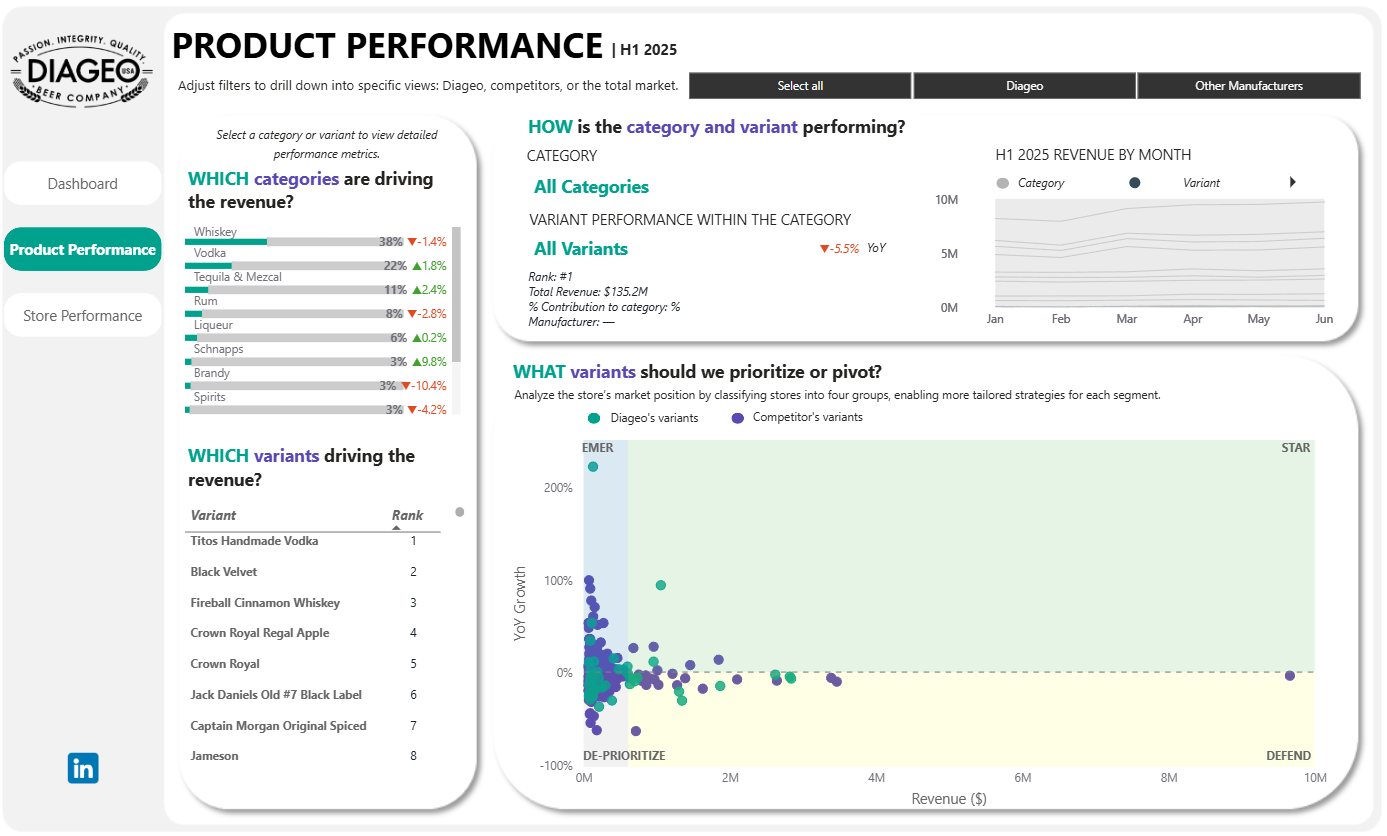 PASSION. INTEGRITY. QUALITY.
DIAGEO
USA
BEER COMPANY
Dashboard
Product Performance
Store Performance
in
PRODUCT PERFORMANCE | H1 2025
Adjust filters to drill down into specific views: Diageo, competitors, or the total market.
Select all
Diageo
Other Manufacturers
Select a category or variant to view detailed
performance metrics.
WHICH categories are driving
the revenue?
Whiskey
38% ▼-1.4%
Vodka
22% ▲1.8%
Tequila & Mezcal
11% ▲2.4%
Rum
8% ▼-2.8%
Liqueur
6% ▲0.2%
Schnapps
3% ▲9.8%
Brandy
3% ▼-10.4%
Spirits
3% ▼-4.2%
WHICH variants driving the
revenue?
Variant Rank
Titos Handmade Vodka 1
Black Velvet 2
Fireball Cinnamon Whiskey 3
Crown Royal Regal Apple 4
Crown Royal 5
Jack Daniels Old #7 Black Label 6
Captain Morgan Original Spiced 7
Jameson 8
HOW is the category and variant performing?
CATEGORY
All Categories
VARIANT PERFORMANCE WITHIN THE CATEGORY
All Variants
▼-5.5% YoY
Rank: #1
Total Revenue: $135.2M
% Contribution to category: %
Manufacturer: —
H1 2025 REVENUE BY MONTH
Category Variant
10M
5M
0M
Jan Feb Mar Apr May Jun
WHAT variants should we prioritize or pivot?
Analyze the store's market position by classifying stores into four groups, enabling more tailored strategies for each segment.
Diageo's variants Competitor's variants
EMER STAR
200%
100%
0%
-100%
YoY Growth
DE-PRIORITIZE DEFEND
0M 2M 4M 6M 8M 10M
Revenue ($)